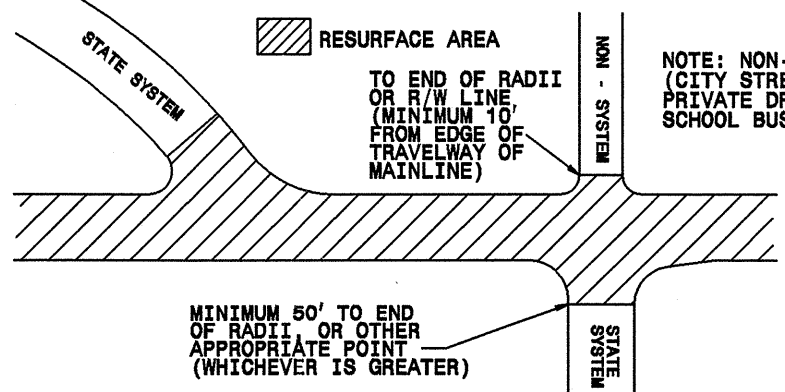 STATE SYSTEM
RESURFACE AREA
TO END OF RADII
OR R/W LINE
(MINIMUM 10'
FROM EDGE OF
TRAVELWAY OF
MAINLINE)
NON - SYSTEM
NOTE: NON-
(CITY STRE
PRIVATE DR
SCHOOL BUS
MINIMUM 50' TO END
OF RADII, OR OTHER
APPROPRIATE POINT
(WHICHEVER IS GREATER)
STATE
SYSTEM